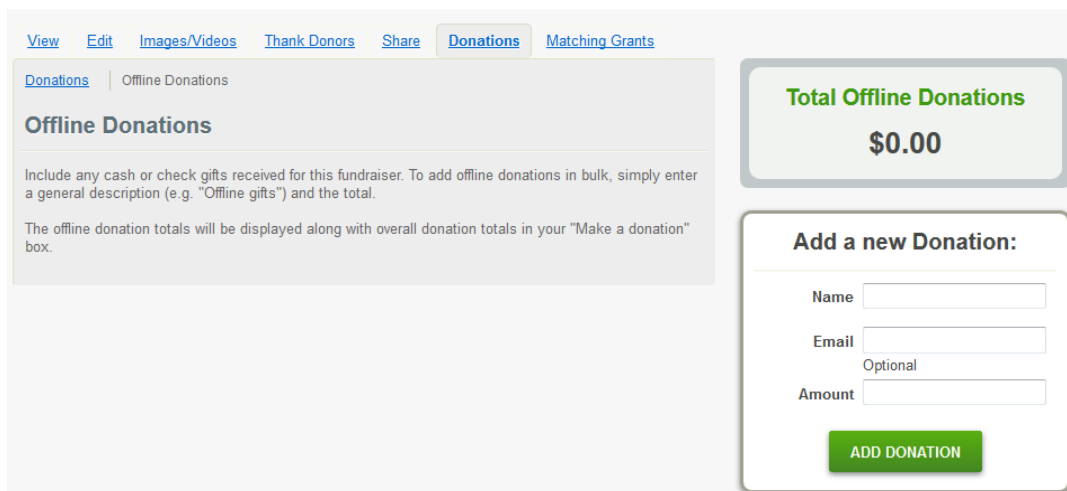 View Edit Images/Videos Thank Donors Share Donations Matching Grants
Donations Offline Donations
Offline Donations
Include any cash or check gifts received for this fundraiser. To add offline donations in bulk, simply enter
a general description (e.g. "Offline gifts") and the total.
The offline donation totals will be displayed along with overall donation totals in your "Make a donation"
box.
Total Offline Donations
$0.00
Add a new Donation:
Name
Email
Optional
Amount
ADD DONATION